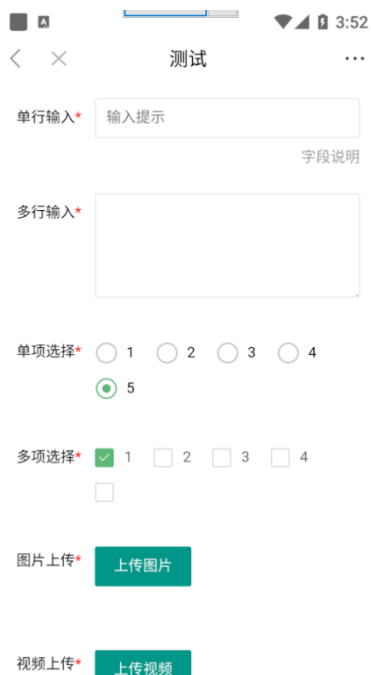 3:52
测试
单行输入* 输入提示
字段说明
多行输入*
单项选择* 1 2 3 4
5
多项选择* 1 2 3 4
图片上传* 上传图片
视频上传* 上传视频